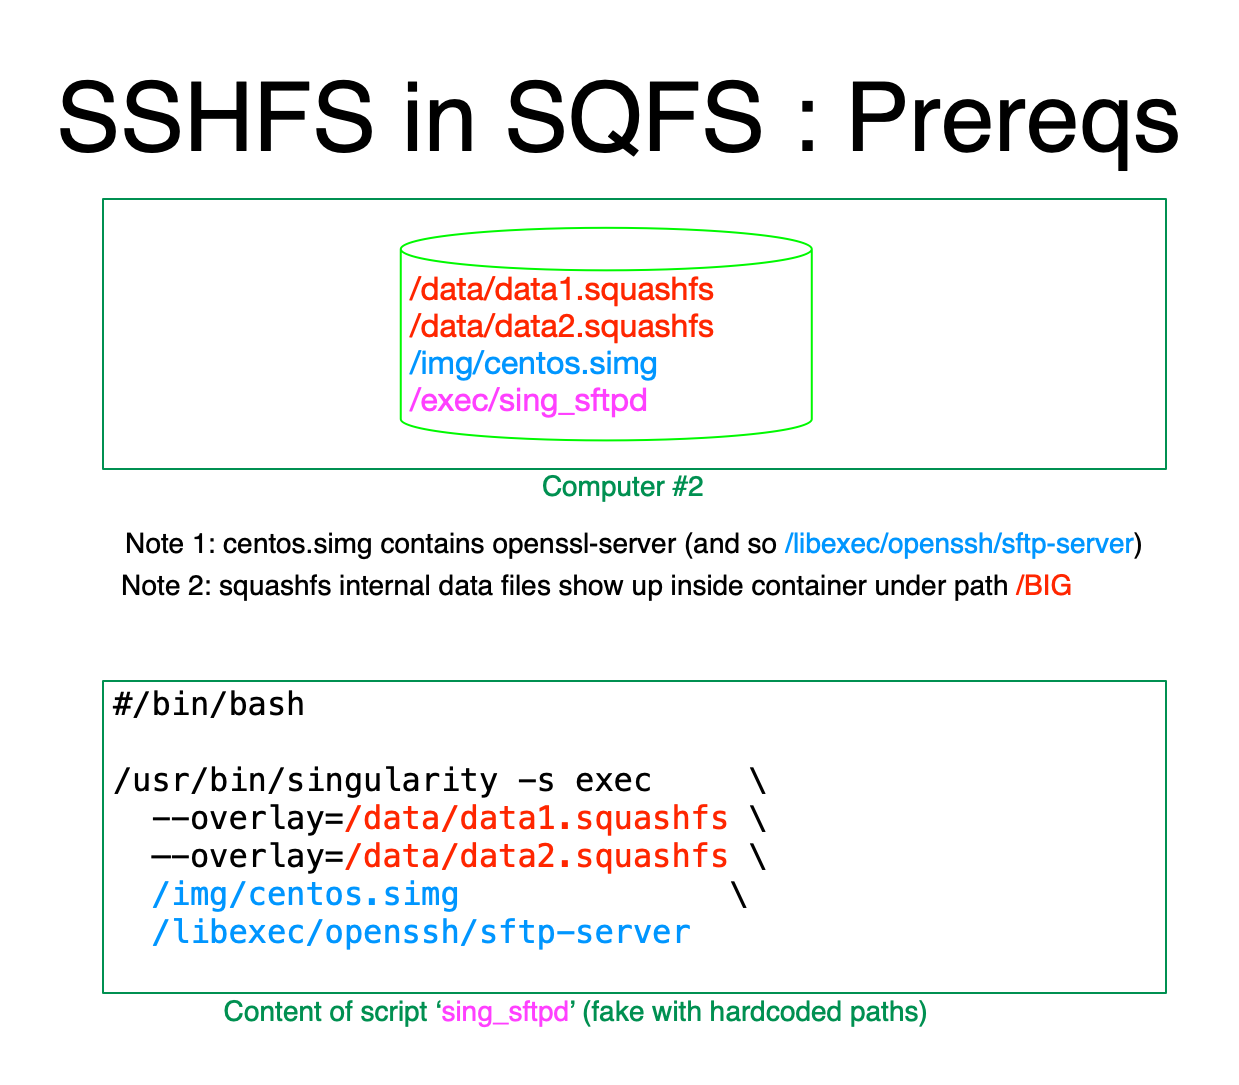 SSHFS in SQFS : Prereqs
/data/data1.squashfs
/data/data2.squashfs
/img/centos.simg
/exec/sing_sftpd
Computer #2
Note 1: centos.simg contains openssl-server (and so /libexec/openssh/sftp-server)
Note 2: squashfs internal data files show up inside container under path /BIG
#/bin/bash
/usr/bin/singularity -s exec     \
  --overlay=/data/data1.squashfs \
  --overlay=/data/data2.squashfs \
  /img/centos.simg              \
  /libexec/openssh/sftp-server
Content of script ‘sing_sftpd’ (fake with hardcoded paths)